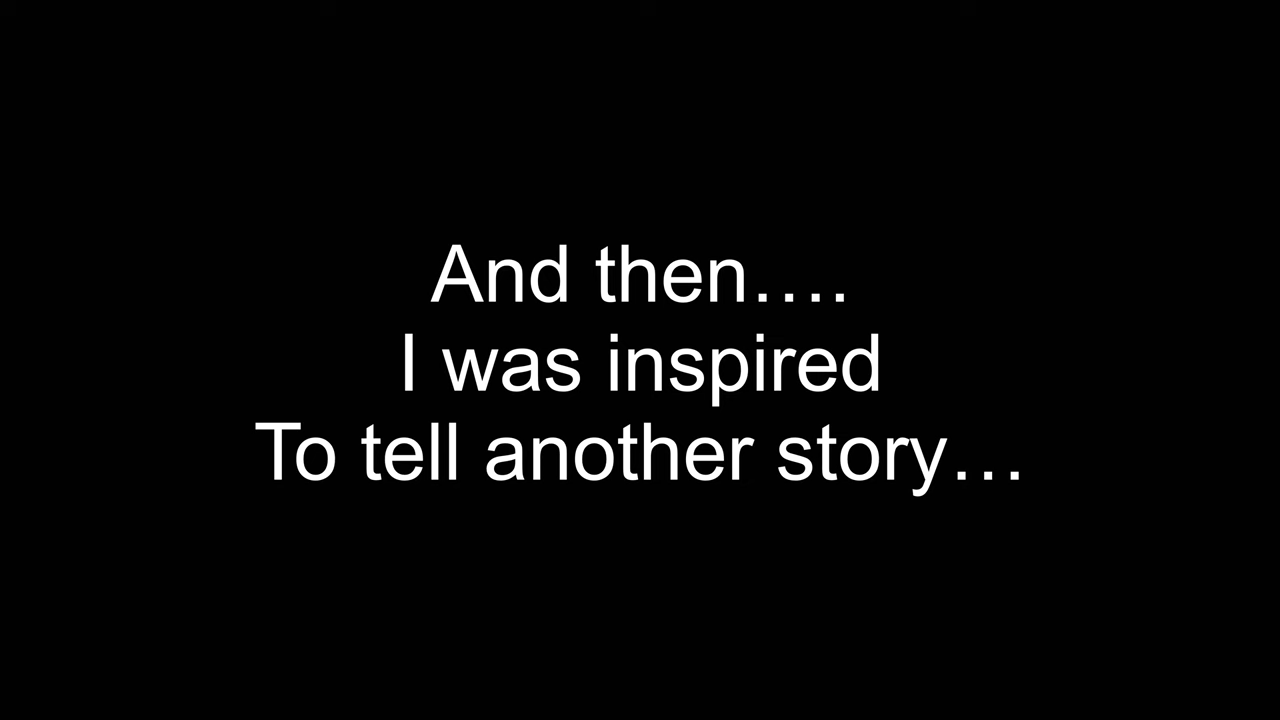 And then….
I was inspired
To tell another story…